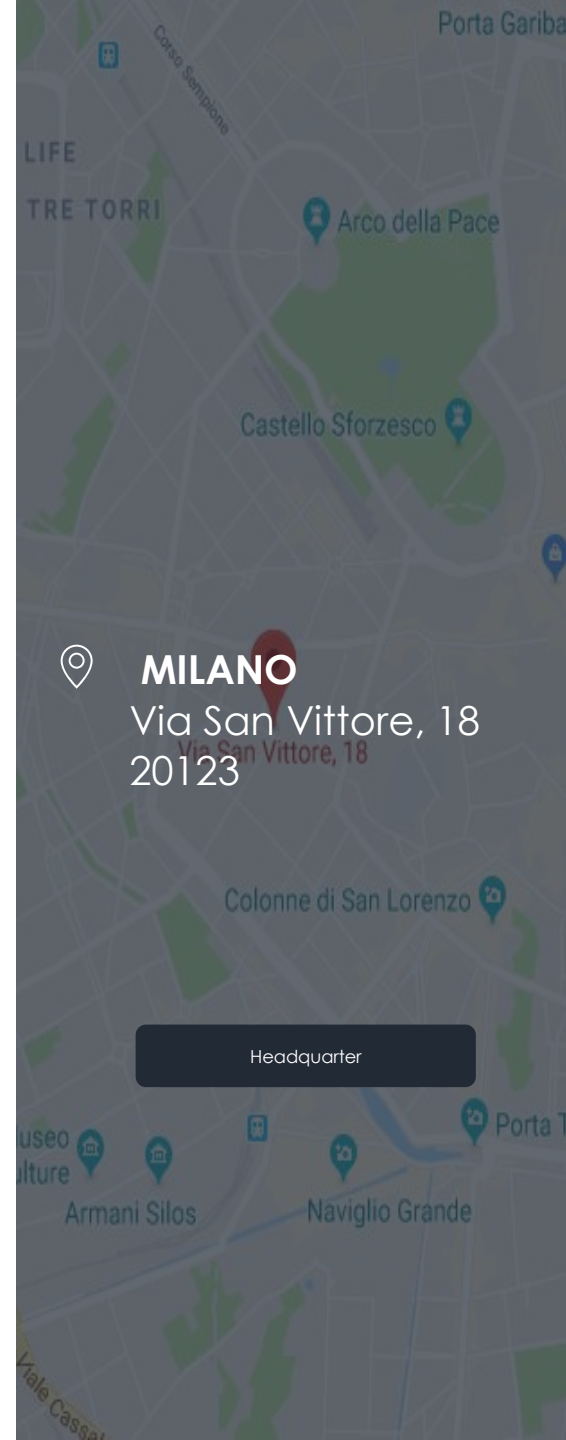 Porta Gariba
Corso Sempione
LIFE
TRE TORRI
Arco della Pace
Castello Sforzesco
MILANO
Via San Vittore, 18
Via San Vittore, 18
20123
Colonne di San Lorenzo
Headquarter
Porta T
useo
lture
Armani Silos
Naviglio Grande
Viale Cassal